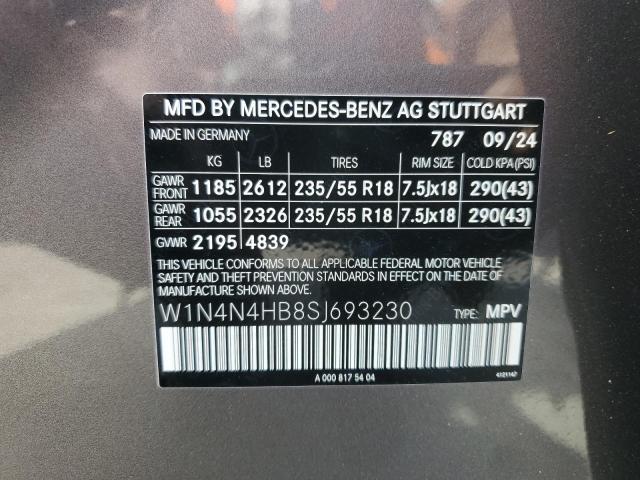 MFD BY MERCEDES-BENZ AG STUTTGART
MADE IN GERMANY 787 09/24
KG LB TIRES RIM SIZE COLD KPA(PSI)
GAWR FRONT 1185 2612 235/55 R18 7.5Jx18 290(43)
GAWR REAR 1055 2326 235/55 R18 7.5Jx18 290(43)
GVWR 2195 4839
THIS VEHICLE CONFORMS TO ALL APPLICABLE FEDERAL MOTOR VEHICLE
SAFETY AND THEFT PREVENTION STANDARDS IN EFFECT ON THE DATE OF
MANUFACTURE SHOWN ABOVE.
W1N4N4HB8SJ693230 TYPE: MPV
A 000 817 54 04 4121142